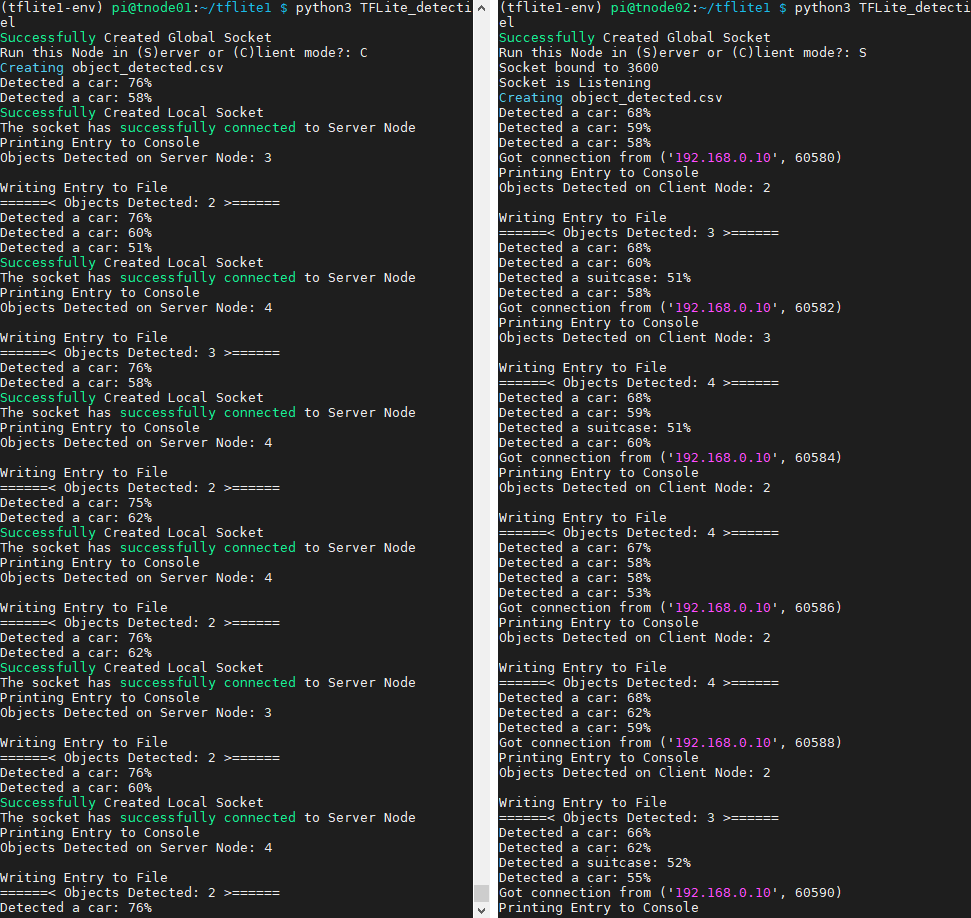 (tflite1-env) pi@tnode01:~/tflite1 $ python3 TFLite_detecti
el
Successfully Created Global Socket
Run this Node in (S)erver or (C)lient mode?: C
Creating object_detected.csv
Detected a car: 76%
Detected a car: 58%
Successfully Created Local Socket
The socket has successfully connected to Server Node
Printing Entry to Console
Objects Detected on Server Node: 3
Writing Entry to File
======< Objects Detected: 2 >======
Detected a car: 76%
Detected a car: 60%
Detected a car: 51%
Successfully Created Local Socket
The socket has successfully connected to Server Node
Printing Entry to Console
Objects Detected on Server Node: 4
Writing Entry to File
======< Objects Detected: 3 >======
Detected a car: 76%
Detected a car: 58%
Successfully Created Local Socket
The socket has successfully connected to Server Node
Printing Entry to Console
Objects Detected on Server Node: 4
Writing Entry to File
======< Objects Detected: 2 >======
Detected a car: 75%
Detected a car: 62%
Successfully Created Local Socket
The socket has successfully connected to Server Node
Printing Entry to Console
Objects Detected on Server Node: 4
Writing Entry to File
======< Objects Detected: 2 >======
Detected a car: 76%
Detected a car: 62%
Successfully Created Local Socket
The socket has successfully connected to Server Node
Printing Entry to Console
Objects Detected on Server Node: 3
Writing Entry to File
======< Objects Detected: 2 >======
Detected a car: 76%
Detected a car: 60%
Successfully Created Local Socket
The socket has successfully connected to Server Node
Printing Entry to Console
Objects Detected on Server Node: 4
Writing Entry to File
======< Objects Detected: 2 >======
Detected a car: 76%
(tflite1-env) pi@tnode02:~/tflite1 $ python3 TFLite_detecti
el
Successfully Created Global Socket
Run this Node in (S)erver or (C)lient mode?: S
Socket bound to 3600
Socket is Listening
Creating object_detected.csv
Detected a car: 68%
Detected a car: 59%
Detected a car: 58%
Got connection from ('192.168.0.10', 60580)
Printing Entry to Console
Objects Detected on Client Node: 2
Writing Entry to File
======< Objects Detected: 3 >======
Detected a car: 68%
Detected a car: 60%
Detected a suitcase: 51%
Detected a car: 58%
Got connection from ('192.168.0.10', 60582)
Printing Entry to Console
Objects Detected on Client Node: 3
Writing Entry to File
======< Objects Detected: 4 >======
Detected a car: 68%
Detected a car: 59%
Detected a suitcase: 51%
Detected a car: 60%
Got connection from ('192.168.0.10', 60584)
Printing Entry to Console
Objects Detected on Client Node: 2
Writing Entry to File
======< Objects Detected: 4 >======
Detected a car: 67%
Detected a car: 58%
Detected a car: 58%
Detected a car: 53%
Got connection from ('192.168.0.10', 60586)
Printing Entry to Console
Objects Detected on Client Node: 2
Writing Entry to File
======< Objects Detected: 4 >======
Detected a car: 68%
Detected a car: 62%
Detected a car: 59%
Got connection from ('192.168.0.10', 60588)
Printing Entry to Console
Objects Detected on Client Node: 2
Writing Entry to File
======< Objects Detected: 3 >======
Detected a car: 66%
Detected a car: 62%
Detected a suitcase: 52%
Detected a car: 55%
Got connection from ('192.168.0.10', 60590)
Printing Entry to Console